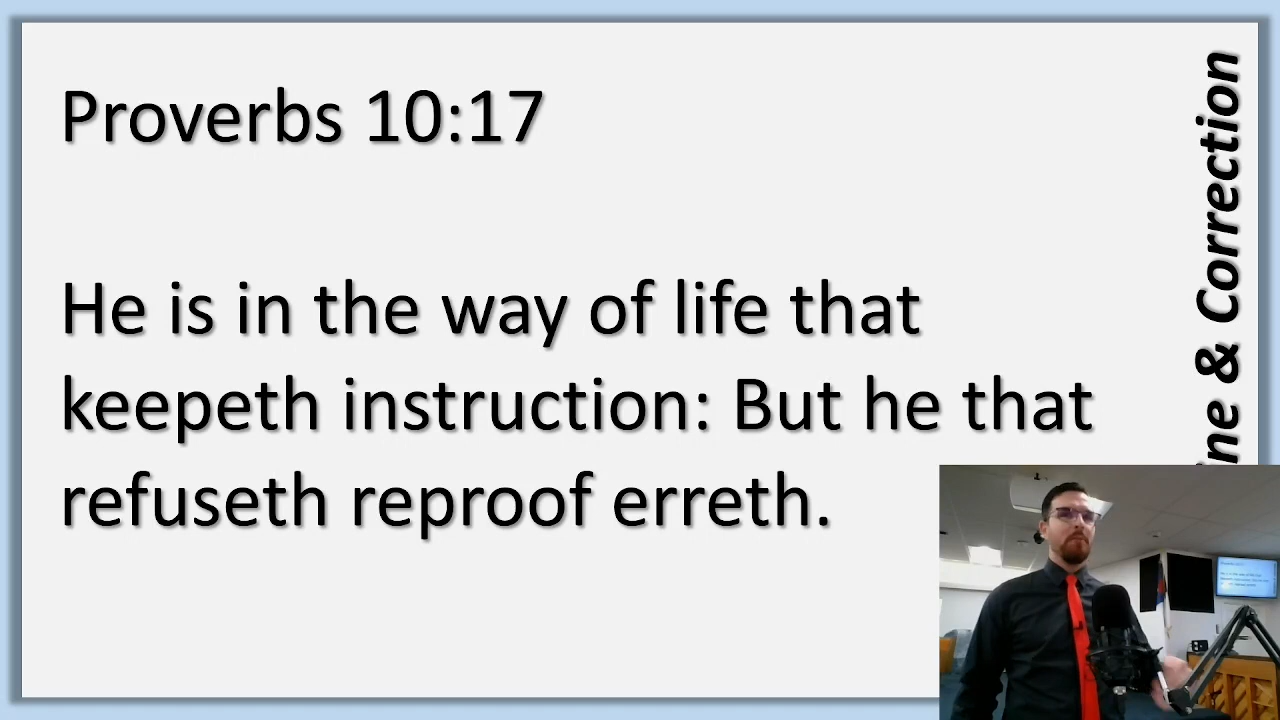 Proverbs 10:17
He is in the way of life that
keepeth instruction: But he that
refuseth reproof erreth.
& Correction